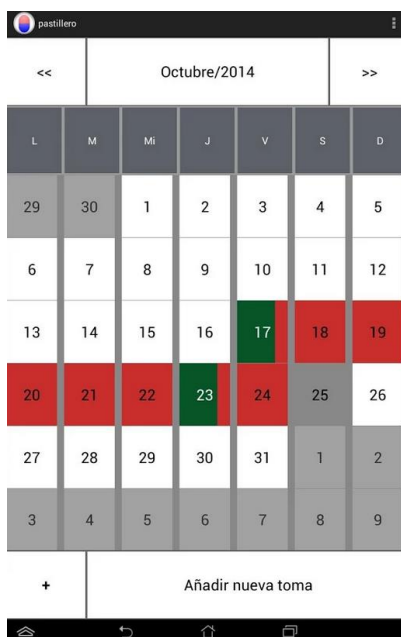 pastillero
<< Octubre/2014 >>
L M Mi J V S D
29 30 1 2 3 4 5
6 7 8 9 10 11 12
13 14 15 16 17 18 19
20 21 22 23 24 25 26
27 28 29 30 31 1 2
3 4 5 6 7 8 9
+ Añadir nueva toma